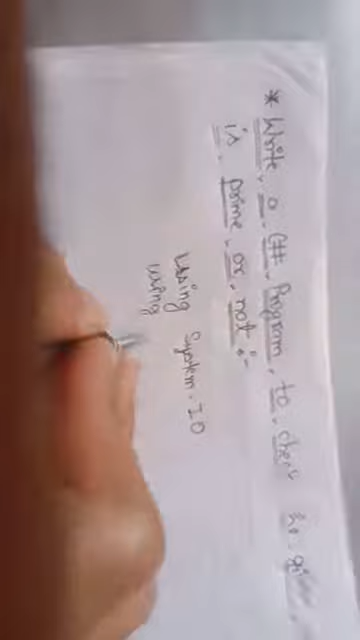 * Write a C# Program to check
is prime or not :-
Using System.IO
using